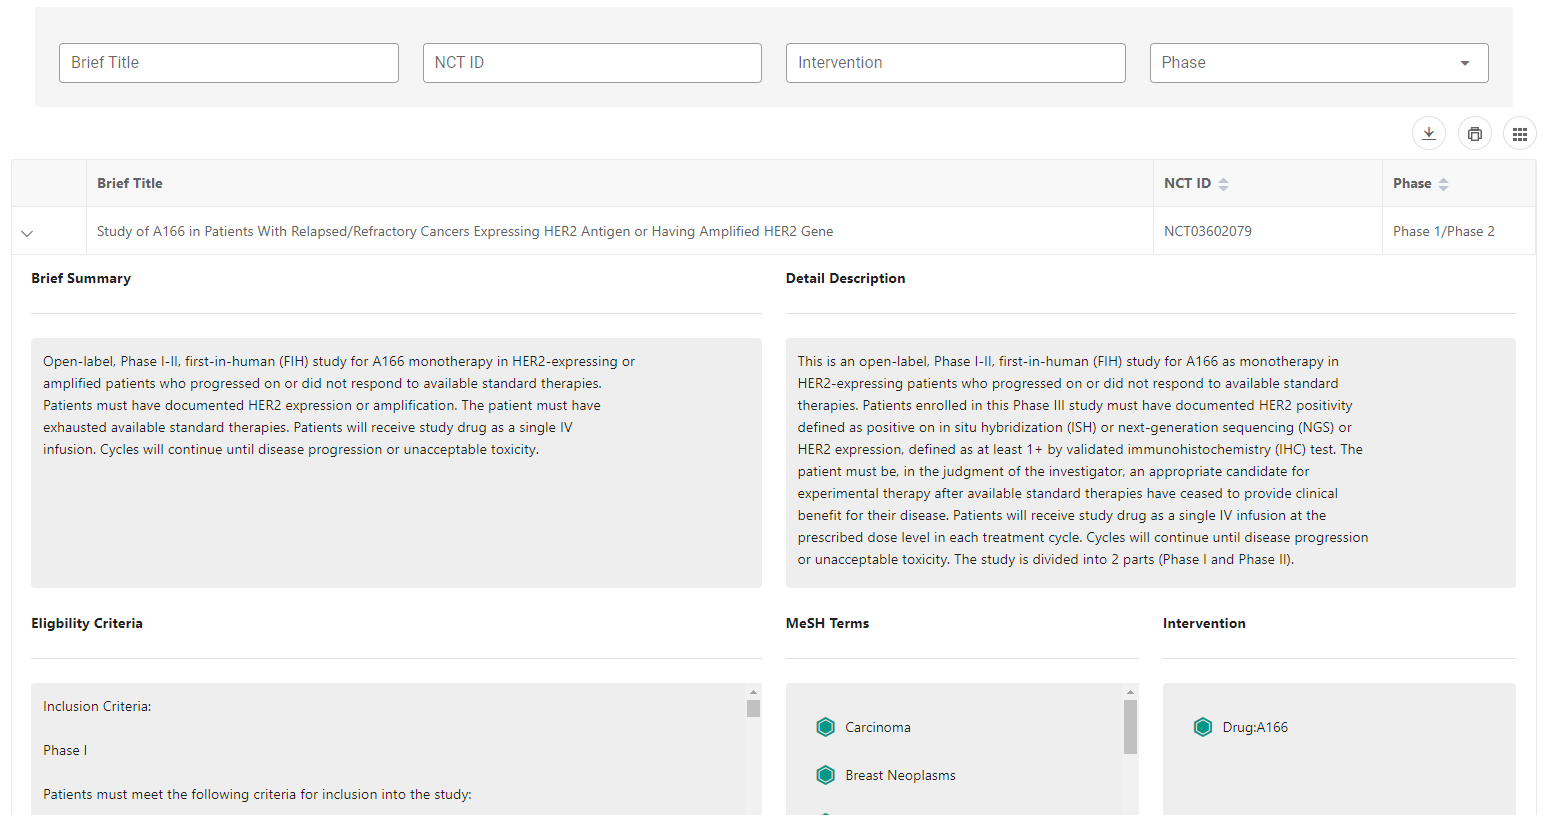 Brief Title
NCT ID
Intervention
Phase
Brief Title
NCT ID
Phase
Study of A166 in Patients With Relapsed/Refractory Cancers Expressing HER2 Antigen or Having Amplified HER2 Gene
NCT03602079
Phase 1/Phase 2
Brief Summary
Open-label, Phase I-II, first-in-human (FIH) study for A166 monotherapy in HER2-expressing or
amplified patients who progressed on or did not respond to available standard therapies.
Patients must have documented HER2 expression or amplification. The patient must have
exhausted available standard therapies. Patients will receive study drug as a single IV
infusion. Cycles will continue until disease progression or unacceptable toxicity.
Detail Description
This is an open-label, Phase I-II, first-in-human (FIH) study for A166 as monotherapy in
HER2-expressing patients who progressed on or did not respond to available standard
therapies. Patients enrolled in this Phase III study must have documented HER2 positivity
defined as positive on in situ hybridization (ISH) or next-generation sequencing (NGS) or
HER2 expression, defined as at least 1+ by validated immunohistochemistry (IHC) test. The
patient must be, in the judgment of the investigator, an appropriate candidate for
experimental therapy after available standard therapies have ceased to provide clinical
benefit for their disease. Patients will receive study drug as a single IV infusion at the
prescribed dose level in each treatment cycle. Cycles will continue until disease progression
or unacceptable toxicity. The study is divided into 2 parts (Phase I and Phase II).
Eligbility Criteria
Inclusion Criteria:
Phase I
Patients must meet the following criteria for inclusion into the study:
MeSH Terms
Carcinoma
Breast Neoplasms
Intervention
Drug:A166